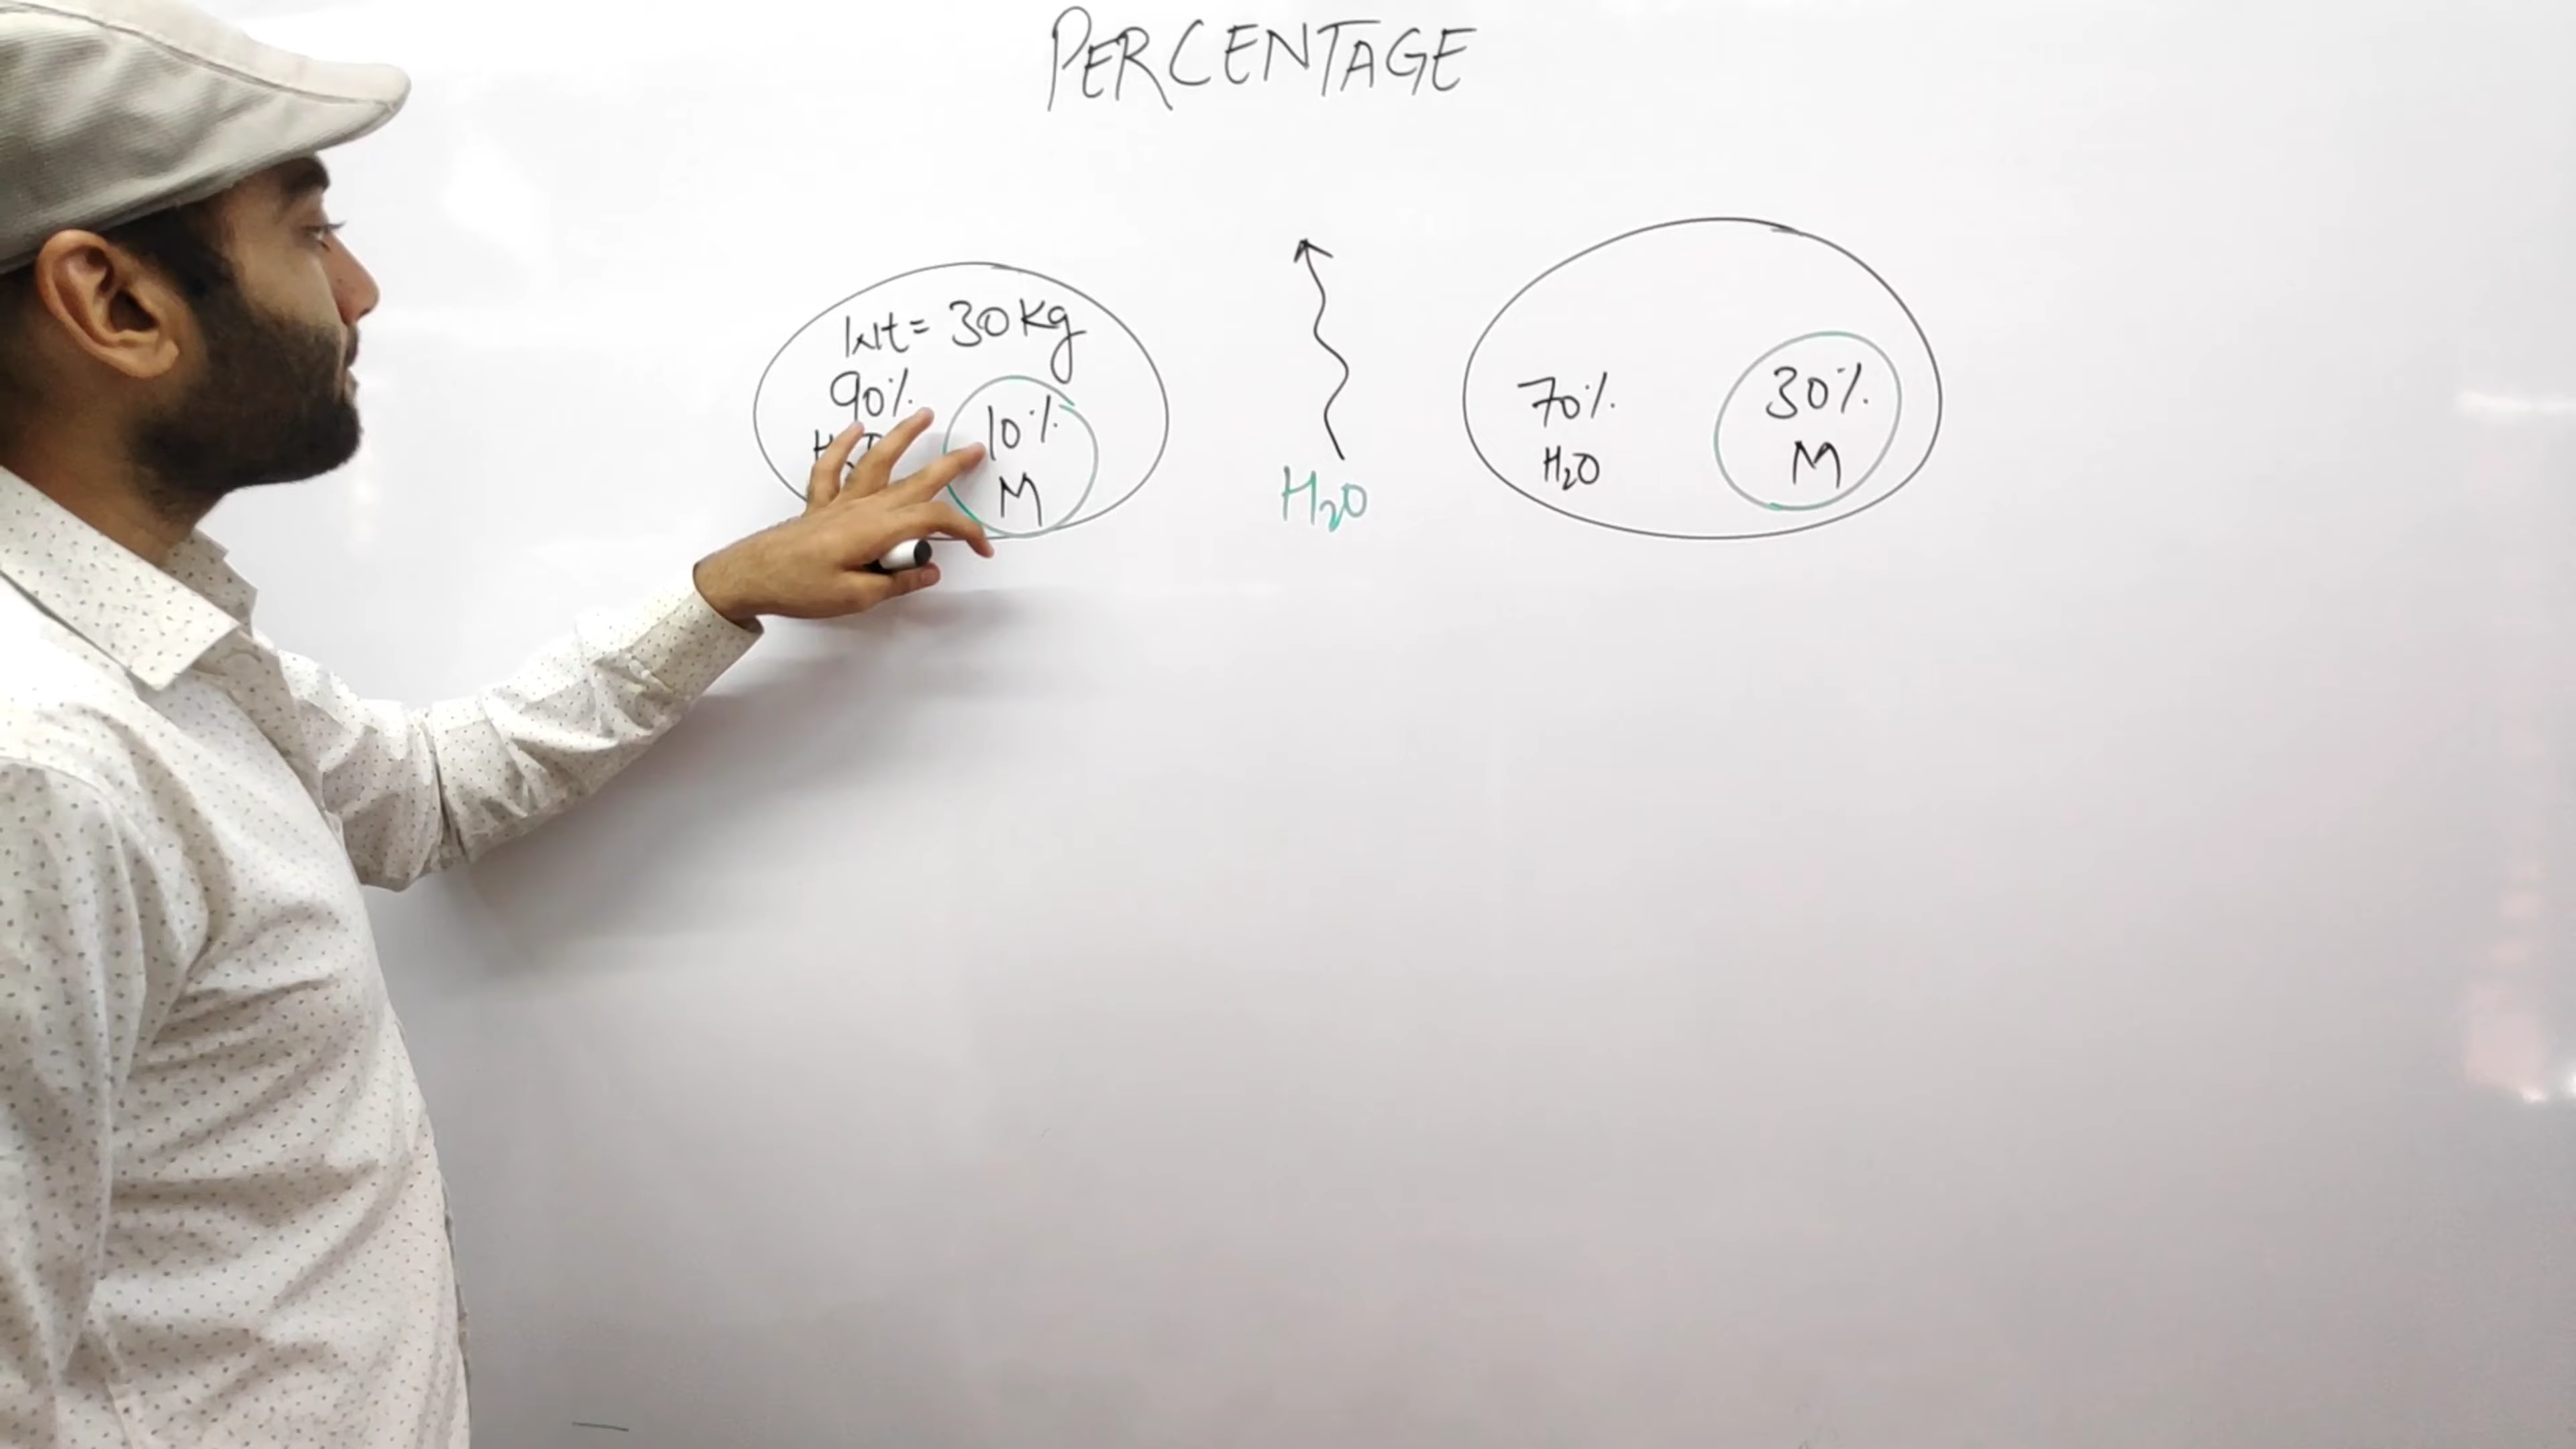 PERCENTAGE
Wt = 30 Kg
90%
10%
M
H₂O
70%
H₂O
30%
M